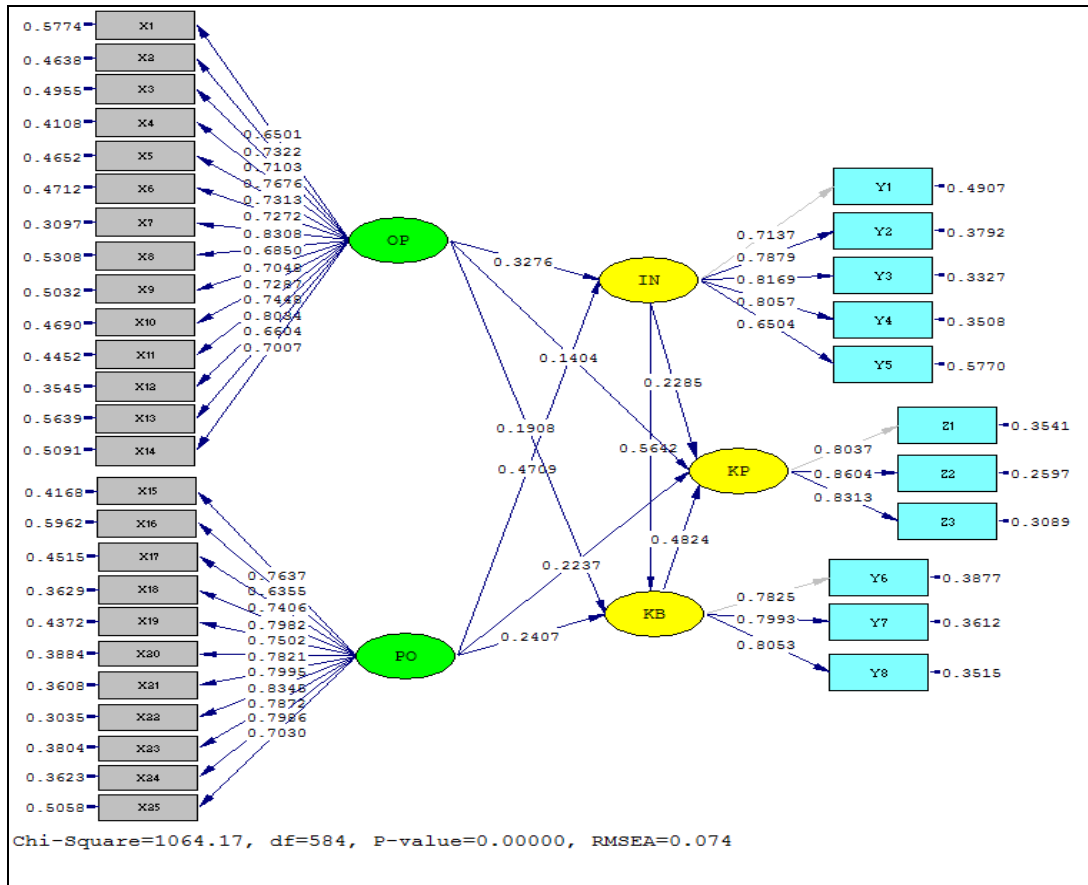 0.5774 X1
0.4638 X2
0.4955 X3
0.4108 X4
0.4652 X5
0.4712 X6
0.3097 X7
0.5308 X8
0.5032 X9
0.4690 X10
0.4452 X11
0.3545 X12
0.5639 X13
0.5091 X14
0.4168 X15
0.5962 X16
0.4515 X17
0.3629 X18
0.4372 X19
0.3884 X20
0.3608 X21
0.3035 X22
0.3804 X23
0.3623 X24
0.5058 X25
0.6501
0.7322
0.7103
0.7676
0.7313
0.7272
0.8308
0.6850
0.7048
0.7287
0.7448
0.8034
0.6604
0.7007
0.7637
0.6355
0.7406
0.7982
0.7502
0.7821
0.7995
0.8345
0.7872
0.7986
0.7030
OP
PO
0.3276
0.1404
0.1908
0.4709
0.2237
0.2407
IN
0.2285
0.5642
KP
0.4824
KB
0.7137
0.7879
0.8169
0.8057
0.6504
Y1 0.4907
Y2 0.3792
Y3 0.3327
Y4 0.3508
Y5 0.5770
0.8037
0.8604
0.8313
Z1 0.3541
Z2 0.2597
Z3 0.3089
0.7825
0.7993
0.8053
Y6 0.3877
Y7 0.3612
Y8 0.3515
Chi-Square=1064.17, df=584, P-value=0.00000, RMSEA=0.074